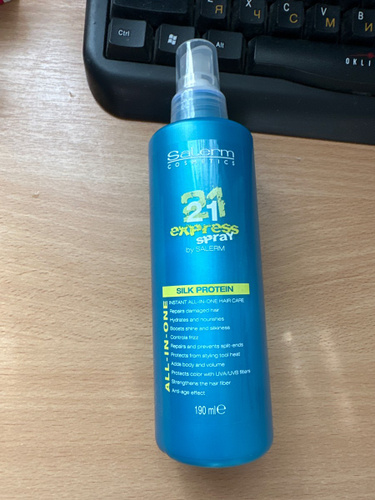 Ctrl
Alt
Я
Ч
С
М
И
OKLI
Salerm
COSMETICS
21
express
spray
by SALERM
SILK PROTEIN
ALL-IN-ONE
INSTANT ALL-IN-ONE HAIR CARE
Repairs damaged hair
Hydrates and nourishes
Boosts shine and silkiness
Controls frizz
Repairs and prevents split-ends
Protects from styling tool heat
Adds body and volume
Protects color with UVA/UVB filters
Strengthens the hair fiber
Anti-age effect
190 ml℮